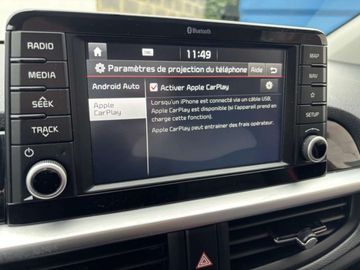 Bluetooth
RADIO
MEDIA
SEEK
TRACK
11:49
Paramètres de projection du téléphone
Aide
Android Auto
Apple CarPlay
Activer Apple CarPlay
Lorsqu'un iPhone est connecté via un câble USB,
Apple CarPlay est disponible (si l'appareil prend en
charge cette fonction).
Apple CarPlay peut entraîner des frais opérateur.
MAP
NAV
SETUP